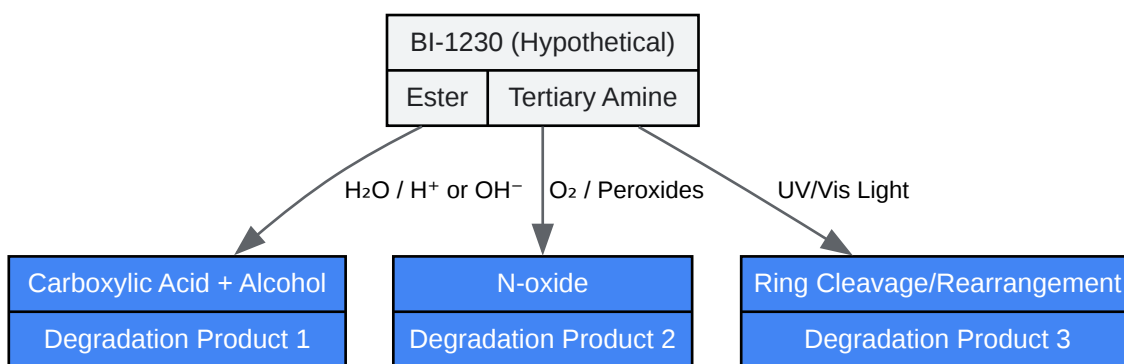 BI-1230 (Hypothetical)
Ester
Tertiary Amine
H₂O / H⁺ or OH⁻
O₂ / Peroxides
UV/Vis Light
Carboxylic Acid + Alcohol
Degradation Product 1
N-oxide
Degradation Product 2
Ring Cleavage/Rearrangement
Degradation Product 3